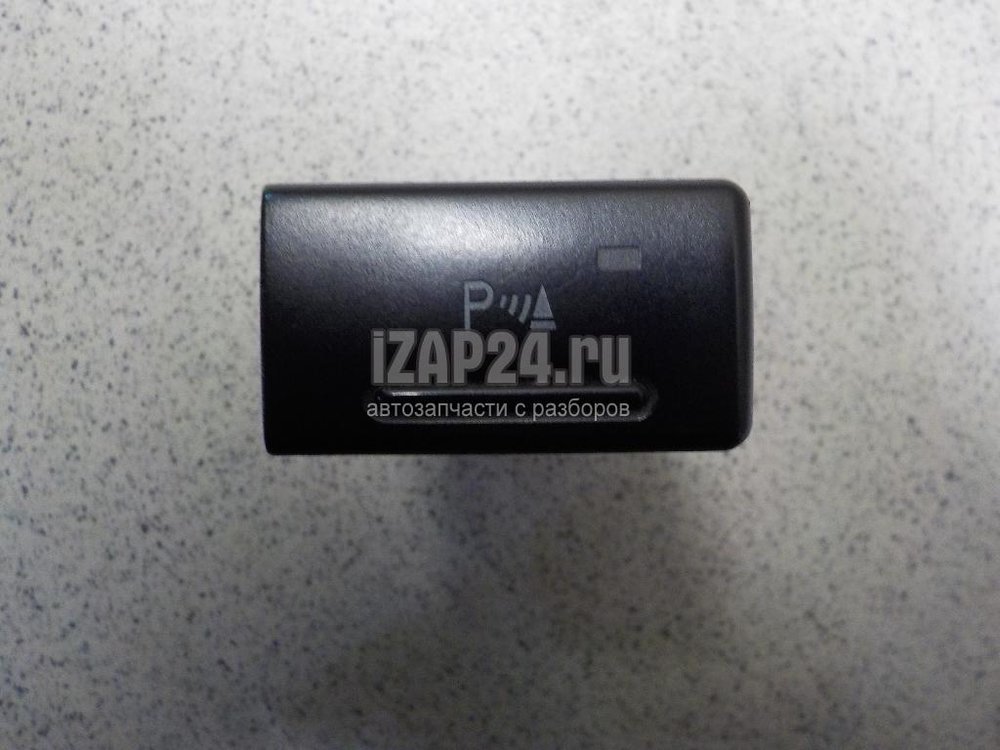 P
iZAP24.ru
автозапчасти с разборов